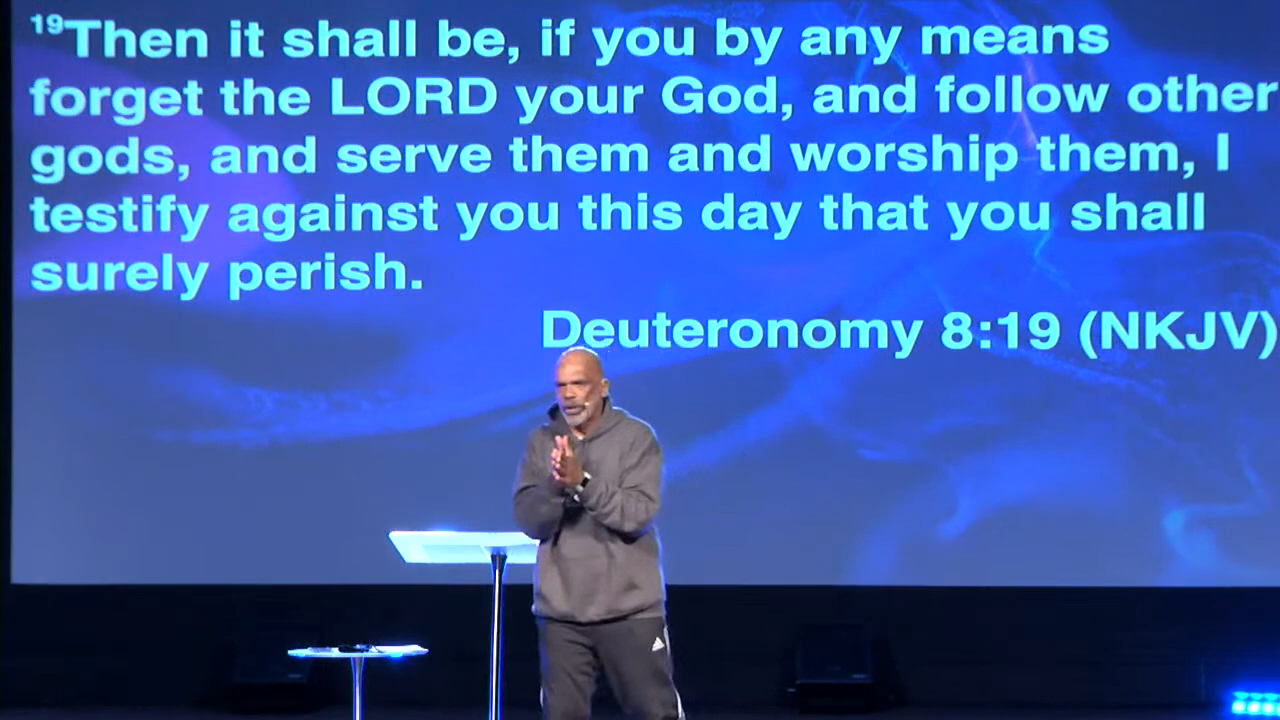 19Then it shall be, if you by any means
forget the LORD your God, and follow other
gods, and serve them and worship them, I
testify against you this day that you shall
surely perish.
Deuteronomy 8:19 (NKJV)